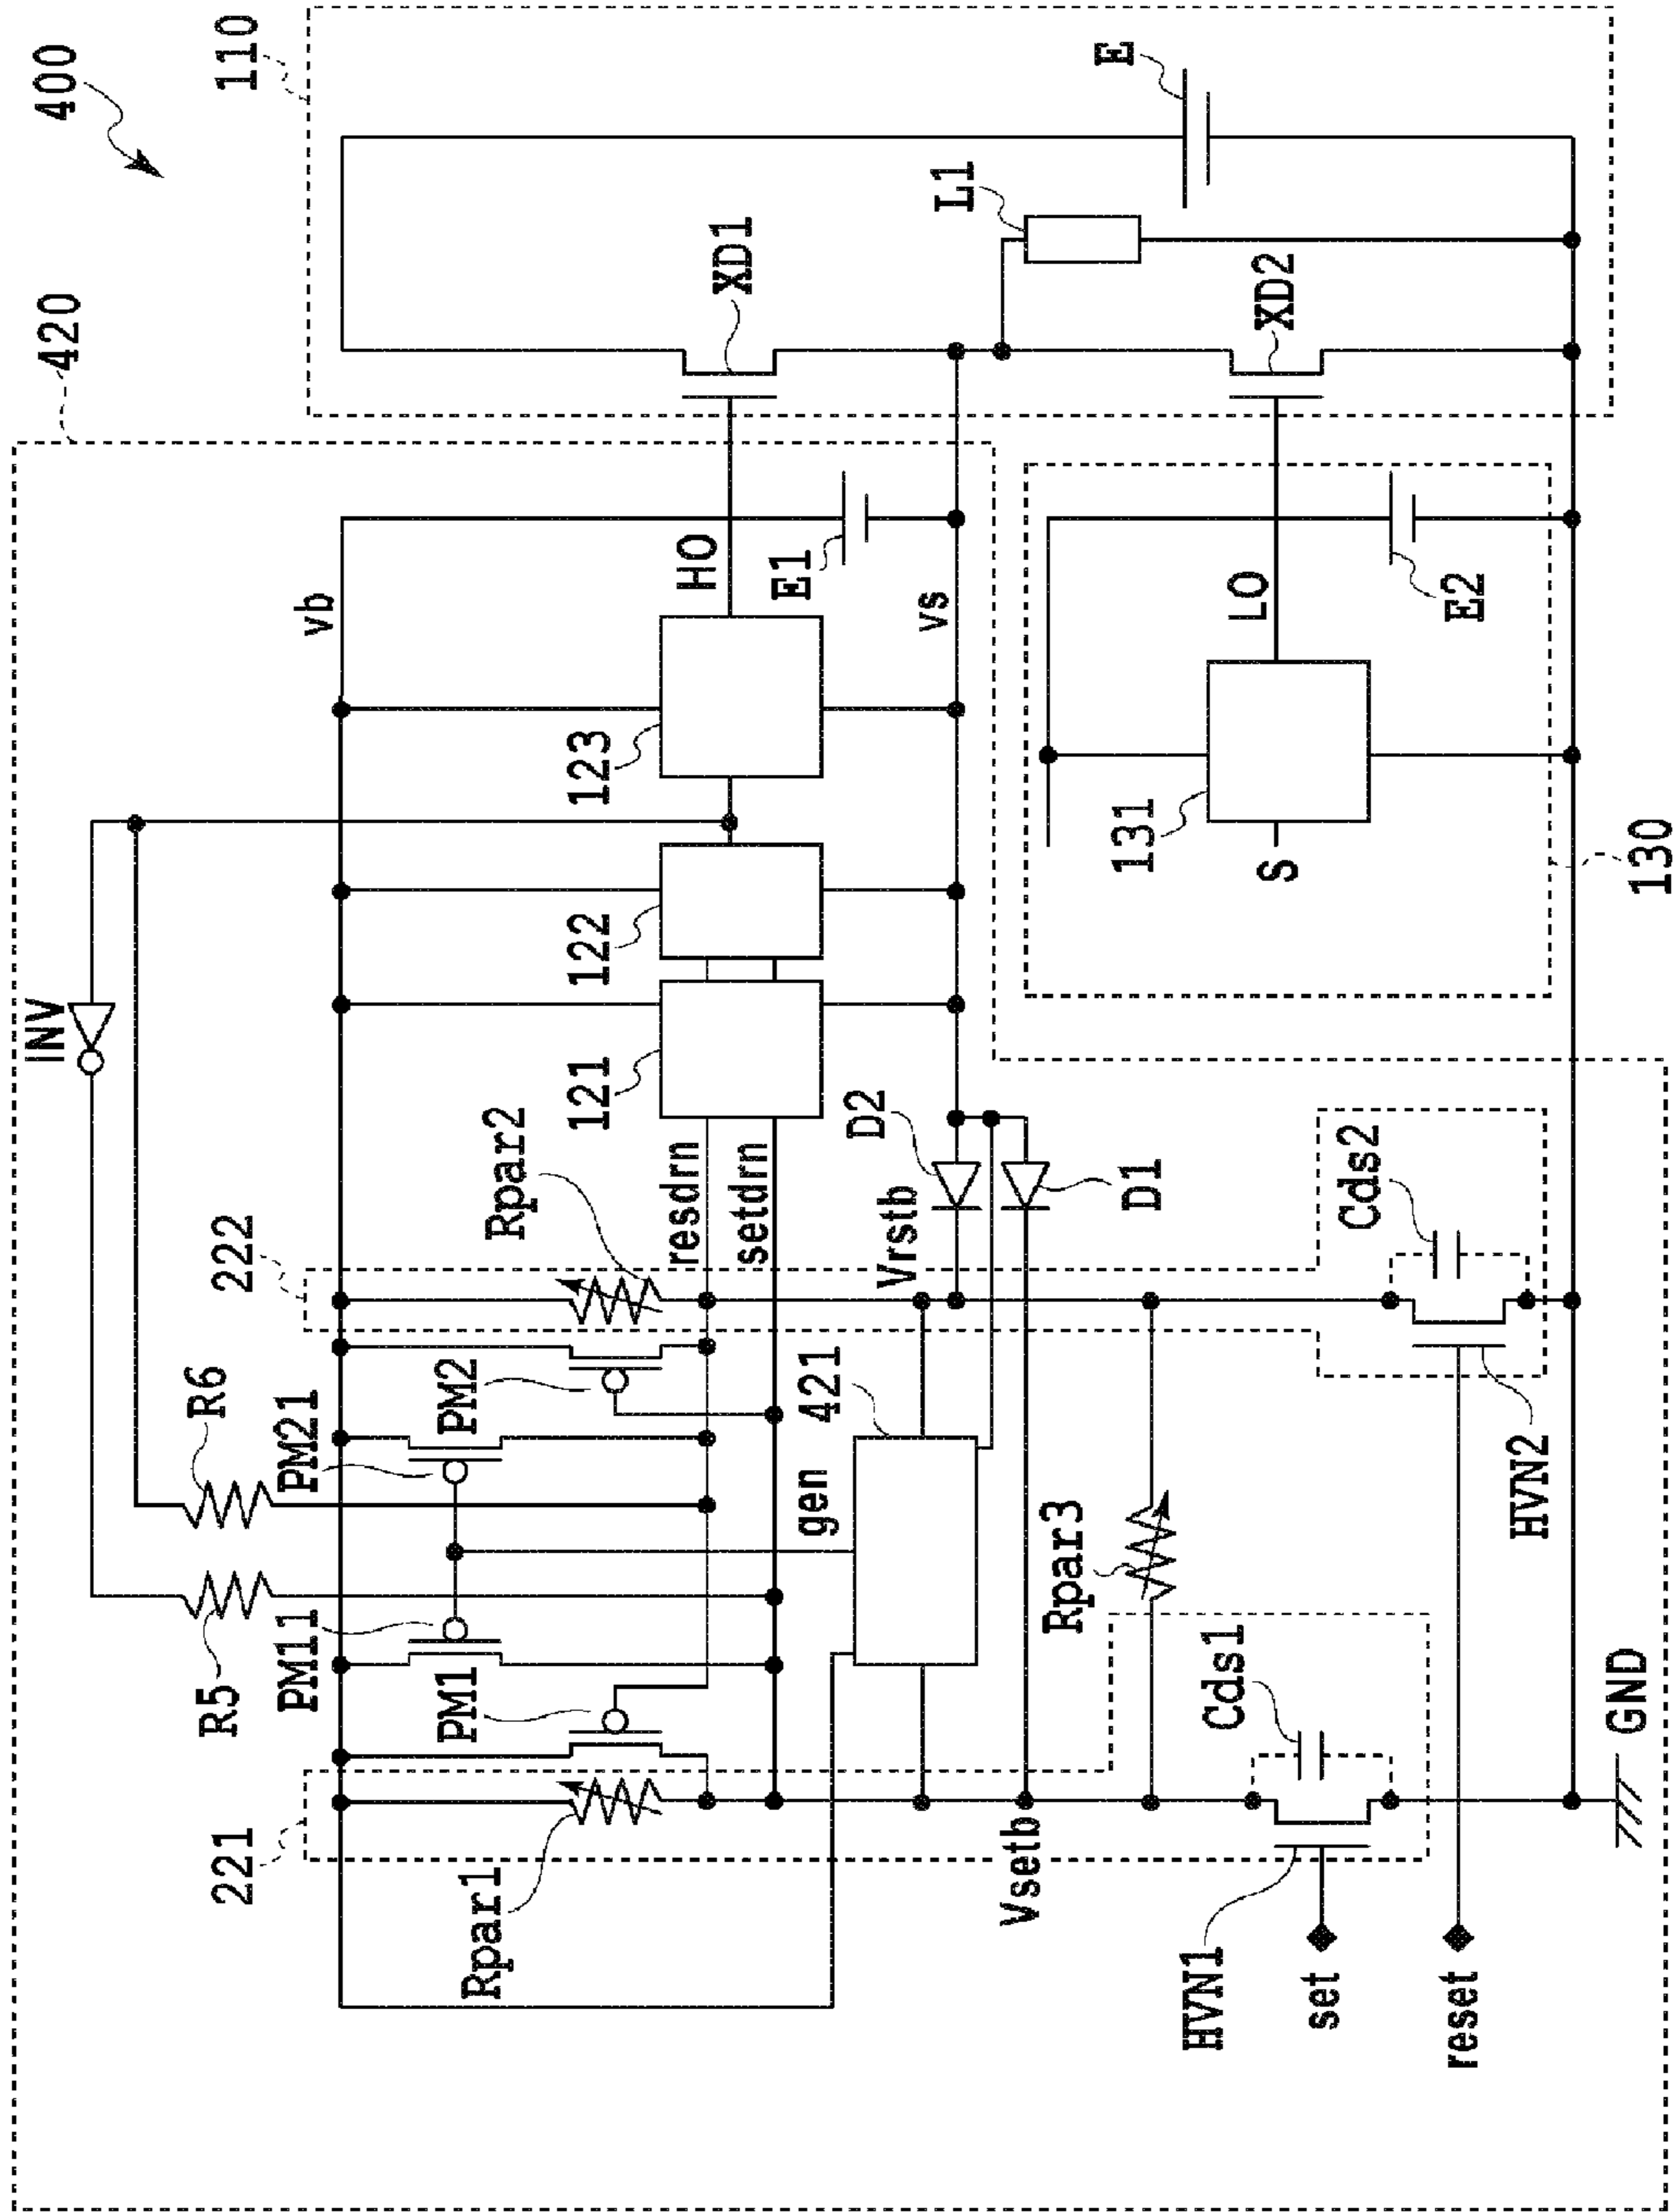 400
420
110
INV
vb
R6
R5
PM21
PM11
PM2
PM1
222
221
Rpar2
Rpar1
121
122
123
HO
E1
XD1
E
L1
resdrn
setdrn
gen
421
vs
Vrstb
D2
D1
Vsetb
Rpar3
131
S
LO
E2
XD2
130
Cds1
Cds2
HVN1
HVN2
set
reset
GND